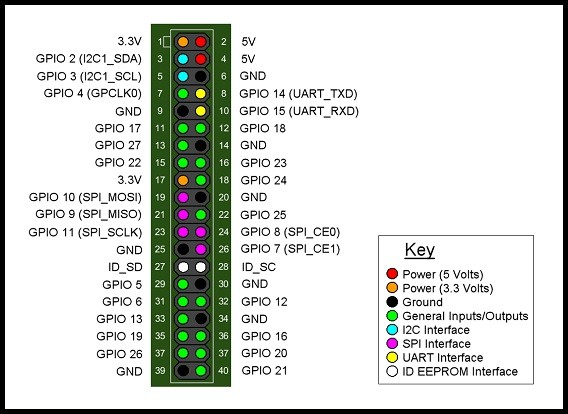 3.3V 1 2 5V
GPIO 2 (I2C1_SDA) 3 4 5V
GPIO 3 (I2C1_SCL) 5 6 GND
GPIO 4 (GPCLK0) 7 8 GPIO 14 (UART_TXD)
GND 9 10 GPIO 15 (UART_RXD)
GPIO 17 11 12 GPIO 18
GPIO 27 13 14 GND
GPIO 22 15 16 GPIO 23
3.3V 17 18 GPIO 24
GPIO 10 (SPI_MOSI) 19 20 GND
GPIO 9 (SPI_MISO) 21 22 GPIO 25
GPIO 11 (SPI_SCLK) 23 24 GPIO 8 (SPI_CE0)
GND 25 26 GPIO 7 (SPI_CE1)
ID_SD 27 28 ID_SC
GPIO 5 29 30 GND
GPIO 6 31 32 GPIO 12
GPIO 13 33 34 GND
GPIO 19 35 36 GPIO 16
GPIO 26 37 37 GPIO 20
GND 39 40 GPIO 21
Key
Power (5 Volts)
Power (3.3 Volts)
Ground
General Inputs/Outputs
I2C Interface
SPI Interface
UART Interface
ID EEPROM Interface